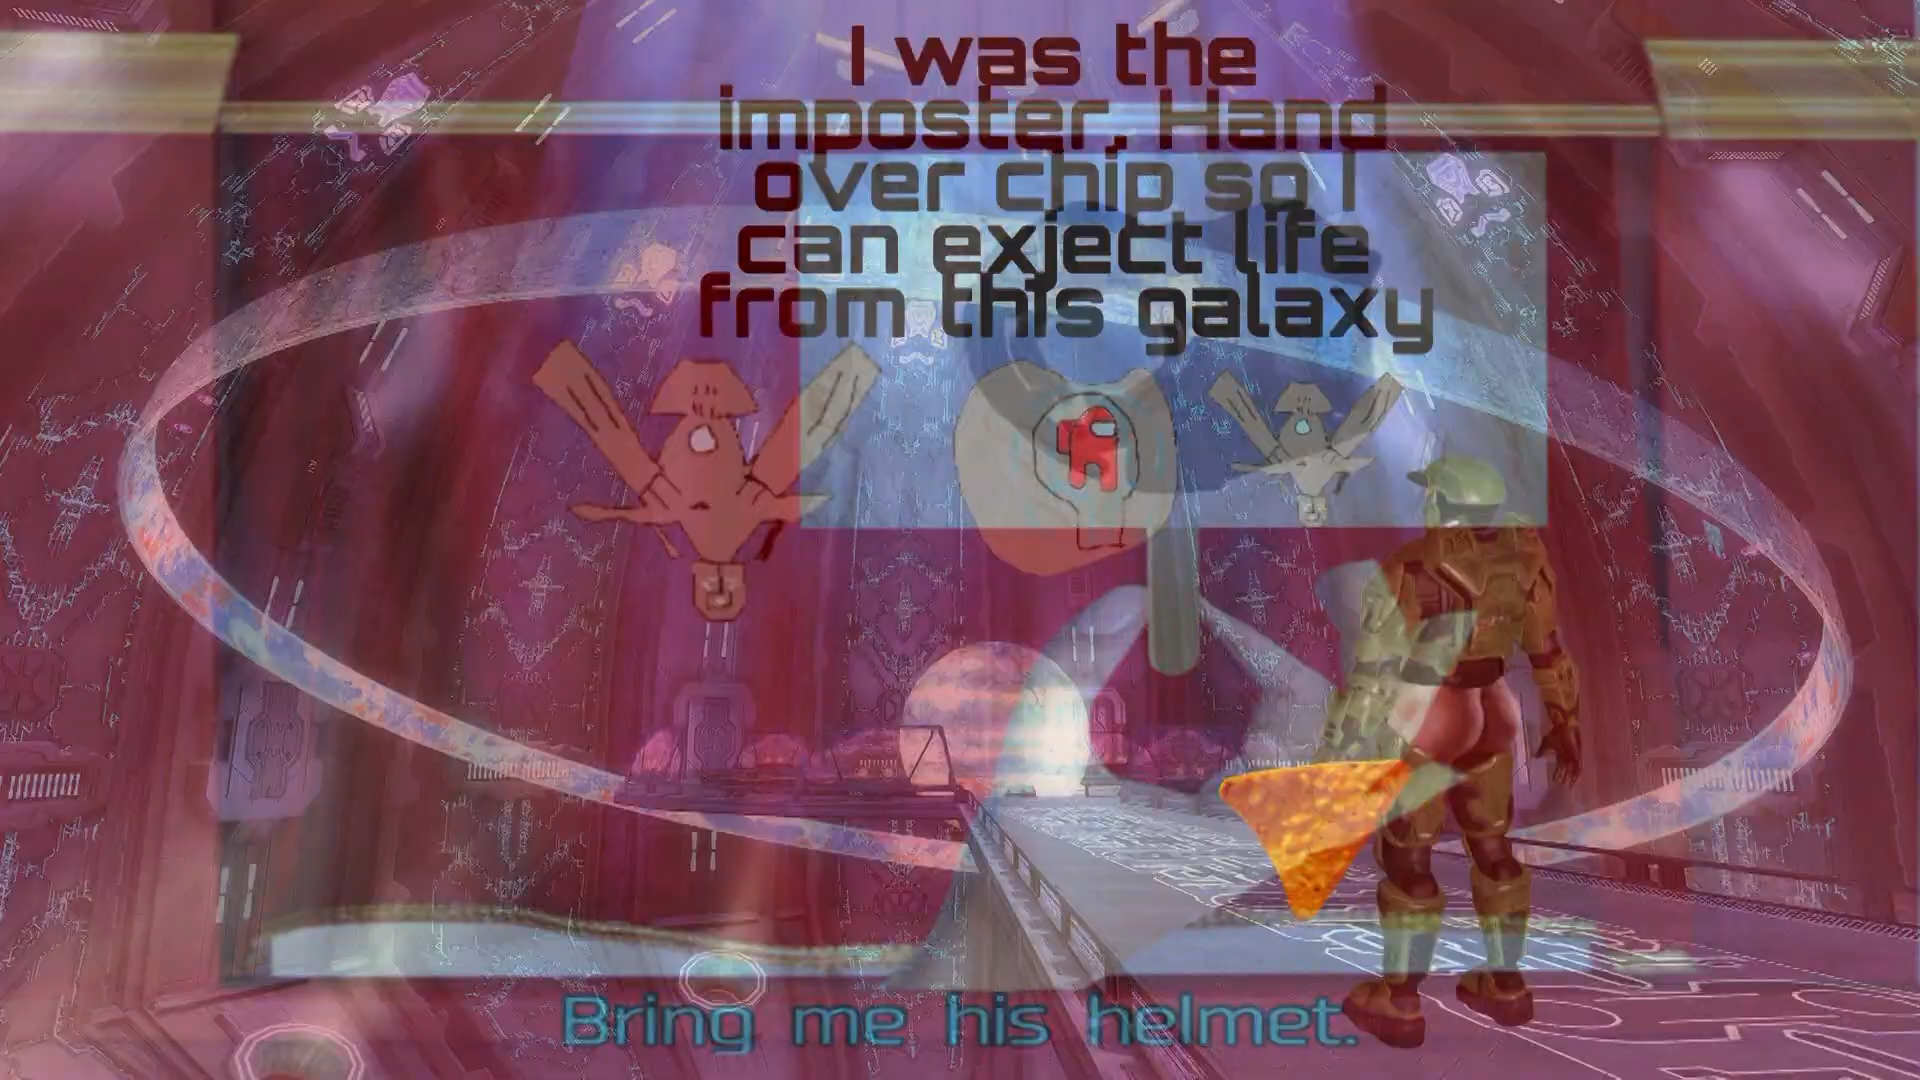 I was the
imposter, Hand
over chip so I
can exject life
from this galaxy
Bring me his helmet.